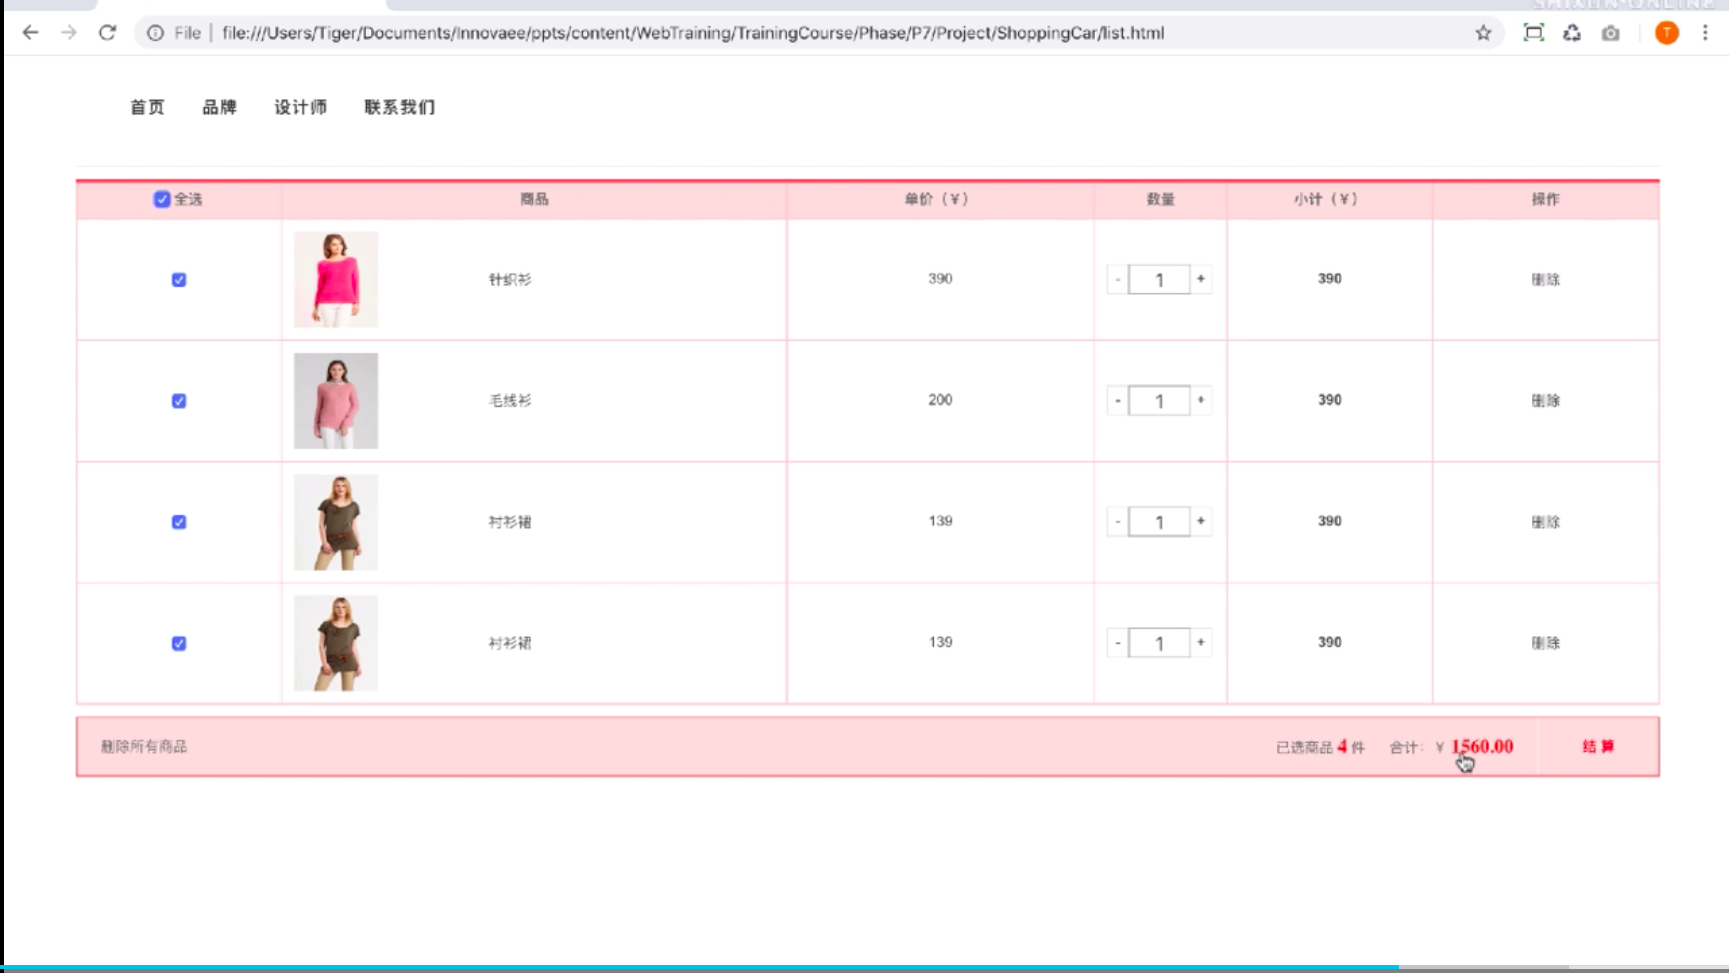 SHIXUN·ONLINE
File file:///Users/Tiger/Documents/Innovaee/ppts/content/WebTraining/TrainingCourse/Phase/P7/Project/ShoppingCar/list.html T
首页 品牌 设计师 联系我们
全选 商品 单价（¥） 数量 小计（¥） 操作
针织衫 390 - 1 + 390 删除
毛线衫 200 - 1 + 390 删除
衬衫裙 139 - 1 + 390 删除
衬衫裙 139 - 1 + 390 删除
删除所有商品 已选商品 4 件 合计: ¥ 1560.00 结 算